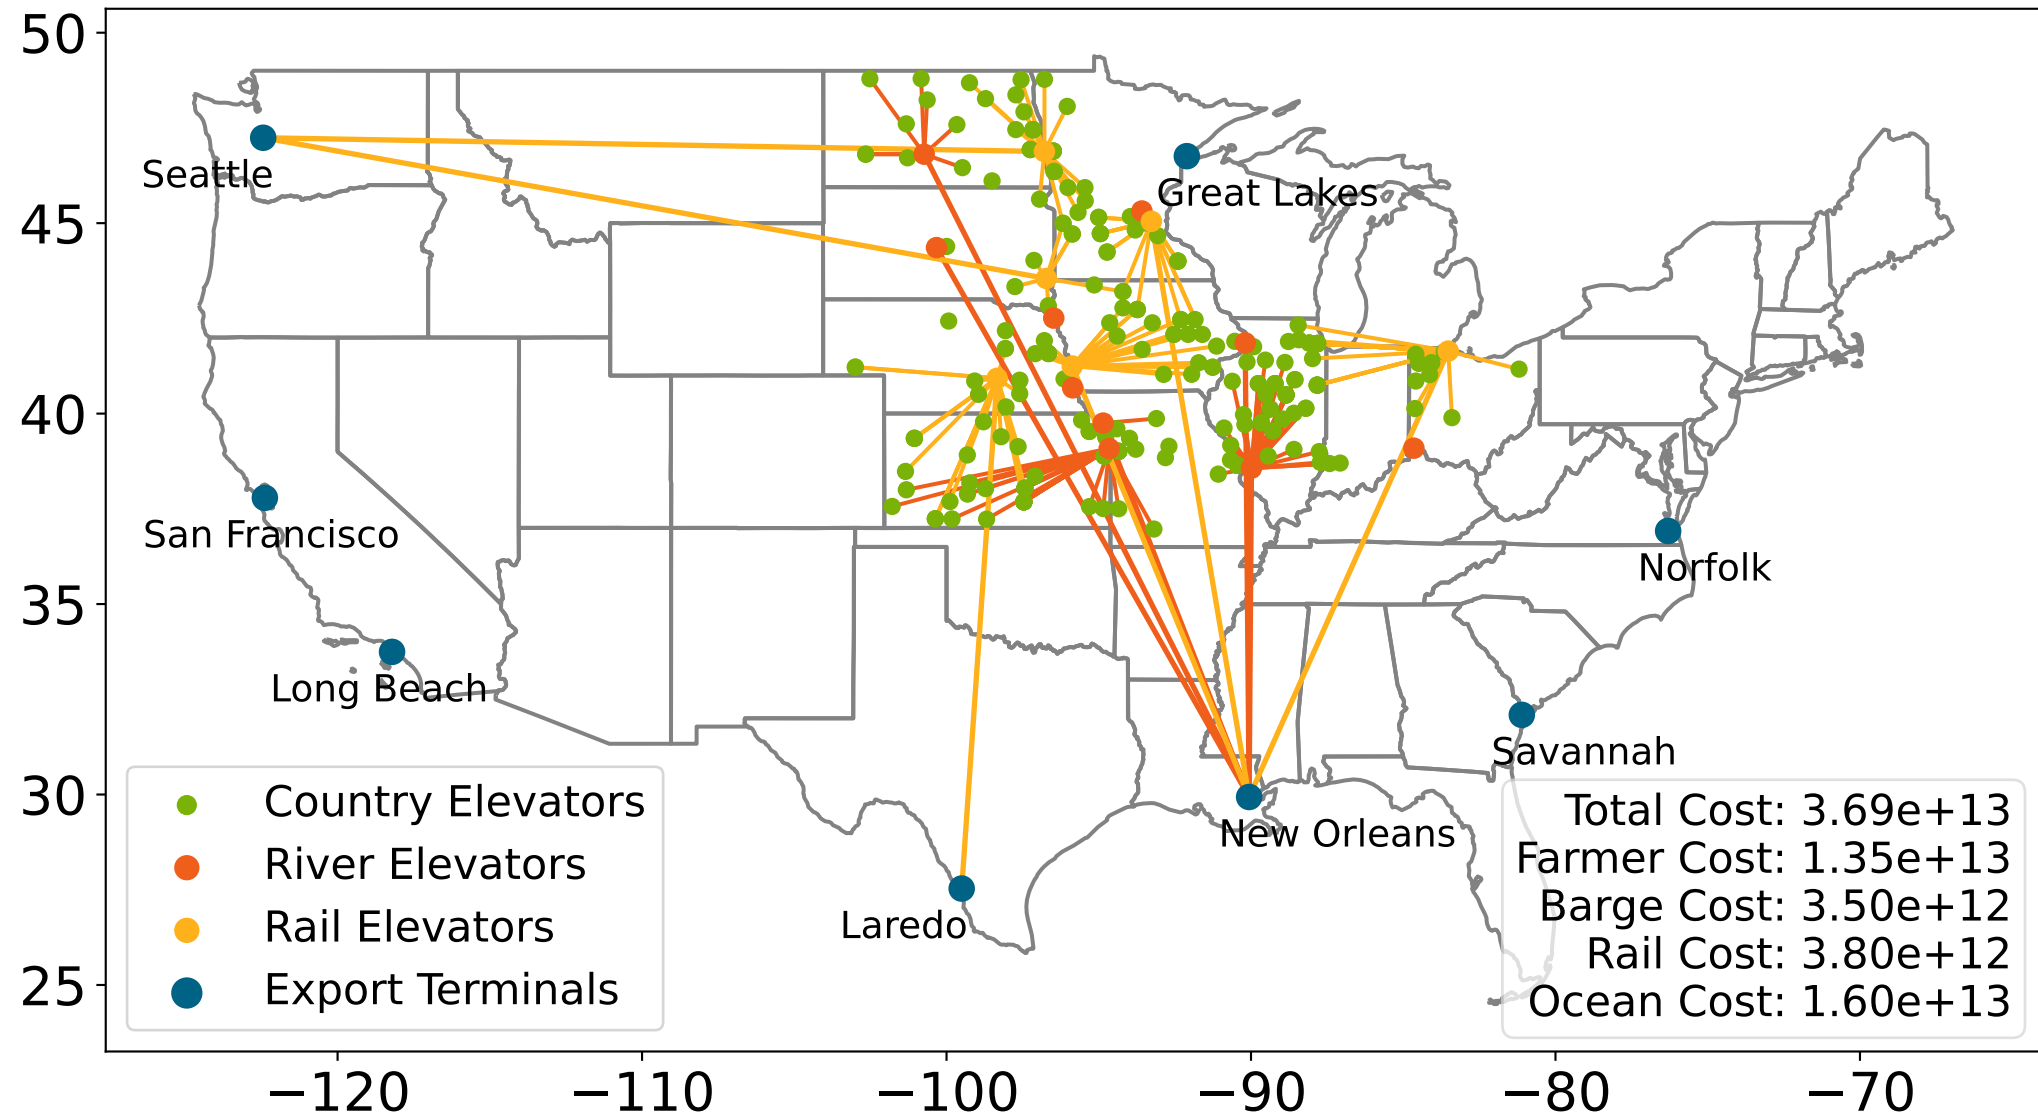 50
45
40
35
30
25
−120
−110
−100
−90
−80
−70
Seattle
Great Lakes
San Francisco
Norfolk
Long Beach
Savannah
New Orleans
Laredo
Country Elevators
River Elevators
Rail Elevators
Export Terminals
Total Cost: 3.69e+13
Farmer Cost: 1.35e+13
Barge Cost: 3.50e+12
Rail Cost: 3.80e+12
Ocean Cost: 1.60e+13